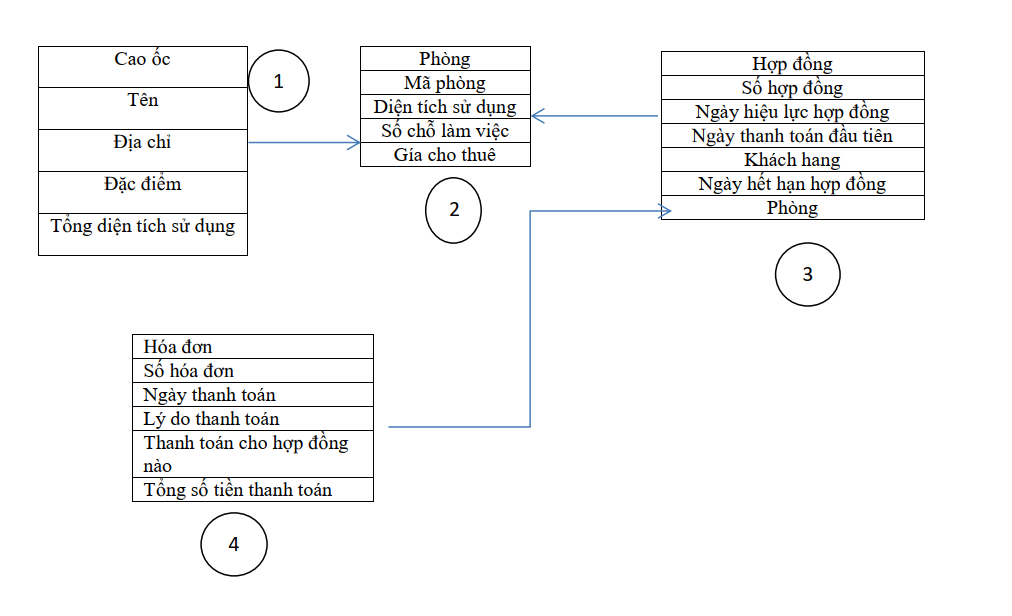 Cao ốc
Tên
Địa chỉ
Đặc điểm
Tổng diện tích sử dụng
1
Phòng
Mã phòng
Diện tích sử dụng
Số chỗ làm việc
Gía cho thuê
2
Hợp đồng
Số hợp đồng
Ngày hiệu lực hợp đồng
Ngày thanh toán đầu tiên
Khách hang
Ngày hết hạn hợp đồng
Phòng
3
Hóa đơn
Số hóa đơn
Ngày thanh toán
Lý do thanh toán
Thanh toán cho hợp đồng
nào
Tổng số tiền thanh toán
4